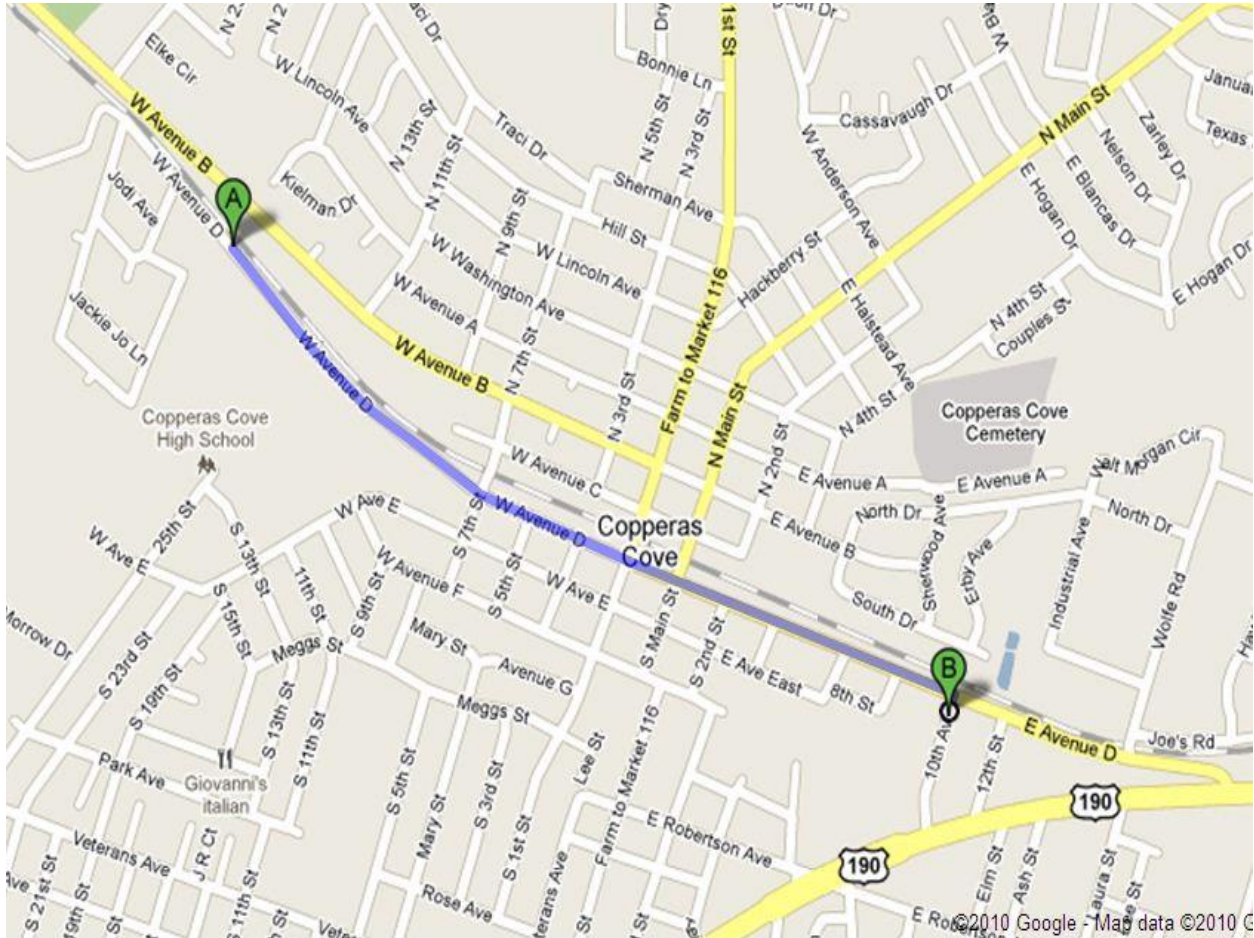 Elke Cir
W Avenue B
W Avenue D
Jodi Ave
Jackie Jo Ln
A
Kielman Dr
W Lincoln Ave
N 13th St
N 11th St
Traci Dr
Traci Dr
Bonnie Ln
N 5th St
N 3rd St
1st St
Sherman Ave
Hill St
N 9th St
W Lincoln Ave
W Washington Ave
W Avenue A
N 7th St
W Avenue B
N 3rd St
Farm to Market 116
N Main St
Hackberry St
W Anderson Ave
Cassavaugh Dr
N Main St
E Halstead Ave
E Hogan Dr
E Blancas Dr
Nelson Dr
Zarley Dr
E Hogan Dr
N 4th St
Couples St
N 4th St
Copperas Cove
Cemetery
W Avenue D
Copperas Cove
High School
W Avenue C
W Avenue D
Copperas
Cove
N 2nd St
E Avenue A
E Avenue A
E Avenue B
North Dr
Sherwood Ave
Erby Ave
South Dr
Industrial Ave
North Dr
Wolfe Rd
W Ave E
W Ave E
25th St
S 13th St
11th St
S 15th St
S 9th St
S 7th St
W Avenue F
S 5th St
W Ave E
Morrow Dr
S 23rd St
S 19th St
Meggs St
S 13th St
S 11th St
Mary St
Avenue G
Meggs St
S Main St
S 2nd St
E Ave East
8th St
B
10th Av
12th St
E Avenue D
Joe's Rd
190
190
Giovanni's
italian
Park Ave
J R Ct
Veterans Ave
S 21st St
19th St
S 11th St
S 5th St
Mary St
S 3rd St
S 1st St
Rose Ave
Lee St
Farm to Market 116
E Robertson Ave
Elm St
Ash St
Laura St
©2010 Google - Map data ©2010 G